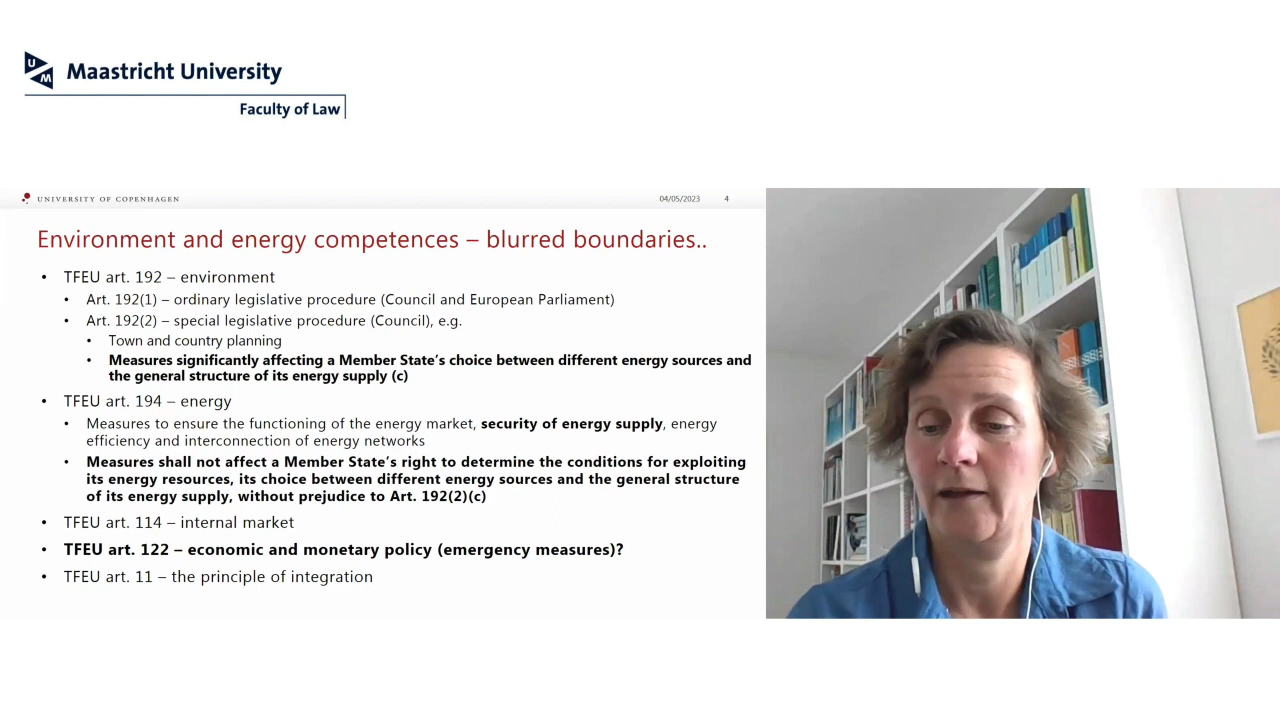 U
M
Maastricht University
Faculty of Law
UNIVERSITY OF COPENHAGEN
04/05/2023
4
Environment and energy competences – blurred boundaries..
• TFEU art. 192 – environment
• Art. 192(1) – ordinary legislative procedure (Council and European Parliament)
• Art. 192(2) – special legislative procedure (Council), e.g.
• Town and country planning
• Measures significantly affecting a Member State's choice between different energy sources and
the general structure of its energy supply (c)
• TFEU art. 194 – energy
• Measures to ensure the functioning of the energy market, security of energy supply, energy
efficiency and interconnection of energy networks
• Measures shall not affect a Member State's right to determine the conditions for exploiting
its energy resources, its choice between different energy sources and the general structure
of its energy supply, without prejudice to Art. 192(2)(c)
• TFEU art. 114 – internal market
• TFEU art. 122 – economic and monetary policy (emergency measures)?
• TFEU art. 11 – the principle of integration